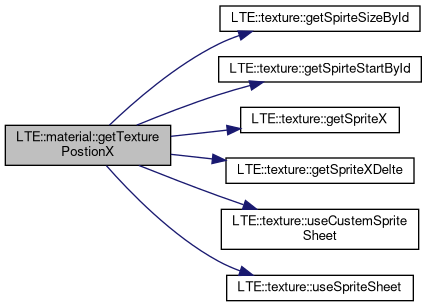 LTE::texture::getSpirteSizeById
LTE::texture::getSpirteStartById
LTE::texture::getSpriteX
LTE::material::getTexture
PostionX
LTE::texture::getSpriteXDelte
LTE::texture::useCustemSprite
Sheet
LTE::texture::useSpriteSheet